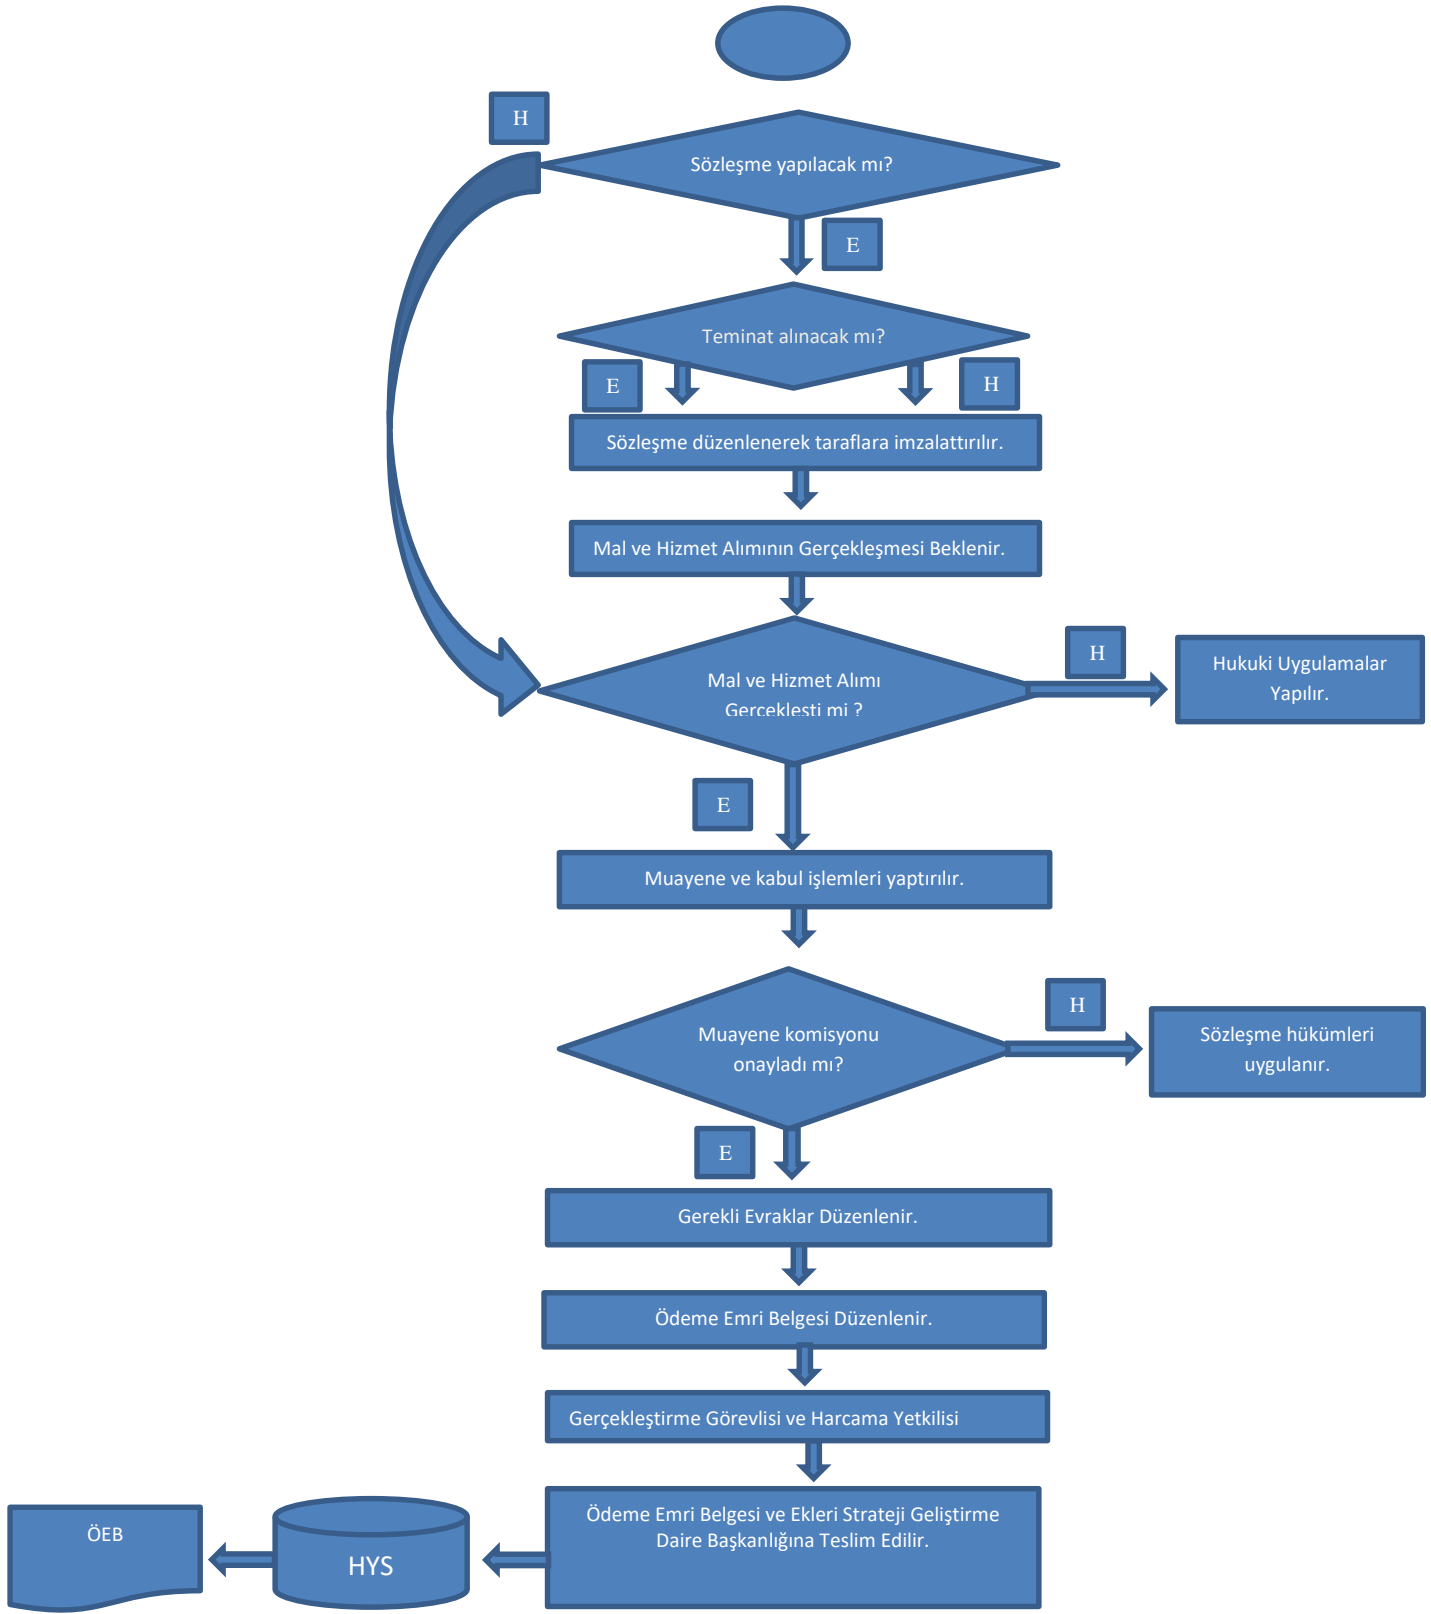 H
Sözleşme yapılacak mı?
E
Teminat alınacak mı?
E
H
Sözleşme düzenlenerek taraflara imzalattırılır.
Mal ve Hizmet Alımının Gerçekleşmesi Beklenir.
H
Hukuki Uygulamalar
Yapılır.
Mal ve Hizmet Alımı
Gerçekleşti mi ?
E
Muayene ve kabul işlemleri yaptırılır.
H
Muayene komisyonu
onayladı mı?
Sözleşme hükümleri
uygulanır.
E
Gerekli Evraklar Düzenlenir.
Ödeme Emri Belgesi Düzenlenir.
Gerçekleştirme Görevlisi ve Harcama Yetkilisi
Ödeme Emri Belgesi ve Ekleri Strateji Geliştirme
Daire Başkanlığına Teslim Edilir.
ÖEB
HYS